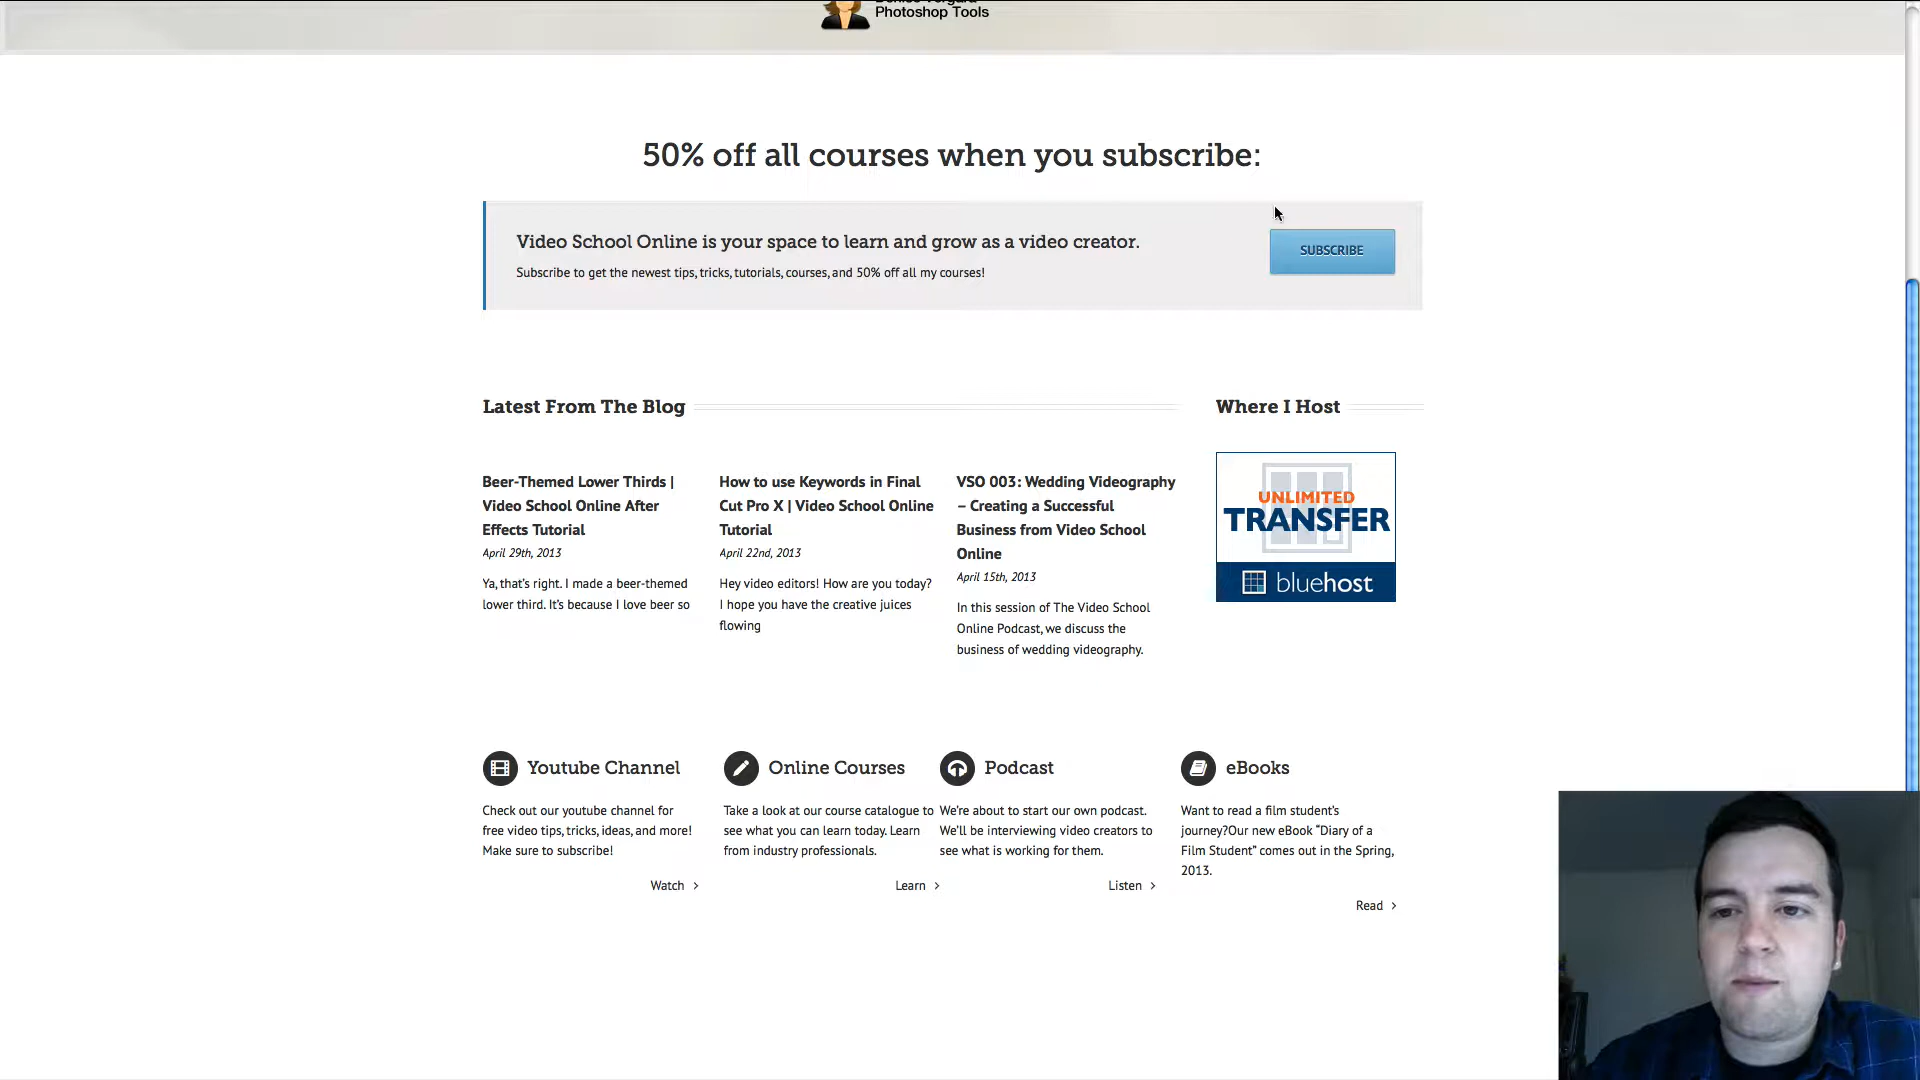 Photoshop Tools
50% off all courses when you subscribe:
Video School Online is your space to learn and grow as a video creator.
Subscribe to get the newest tips, tricks, tutorials, courses, and 50% off all my courses!
SUBSCRIBE
Latest From The Blog
Beer-Themed Lower Thirds |
Video School Online After
Effects Tutorial
April 29th, 2013
Ya, that's right. I made a beer-themed
lower third. It's because I love beer so
How to use Keywords in Final
Cut Pro X | Video School Online
Tutorial
April 22nd, 2013
Hey video editors! How are you today?
I hope you have the creative juices
flowing
VSO 003: Wedding Videography
– Creating a Successful
Business from Video School
Online
April 15th, 2013
In this session of The Video School
Online Podcast, we discuss the
business of wedding videography.
Where I Host
UNLIMITED
TRANSFER
bluehost
Youtube Channel
Check out our youtube channel for
free video tips, tricks, ideas, and more!
Make sure to subscribe!
Watch
Online Courses
Take a look at our course catalogue to
see what you can learn today. Learn
from industry professionals.
Learn
Podcast
We're about to start our own podcast.
We'll be interviewing video creators to
see what is working for them.
Listen
eBooks
Want to read a film student's
journey?Our new eBook “Diary of a
Film Student” comes out in the Spring,
2013.
Read